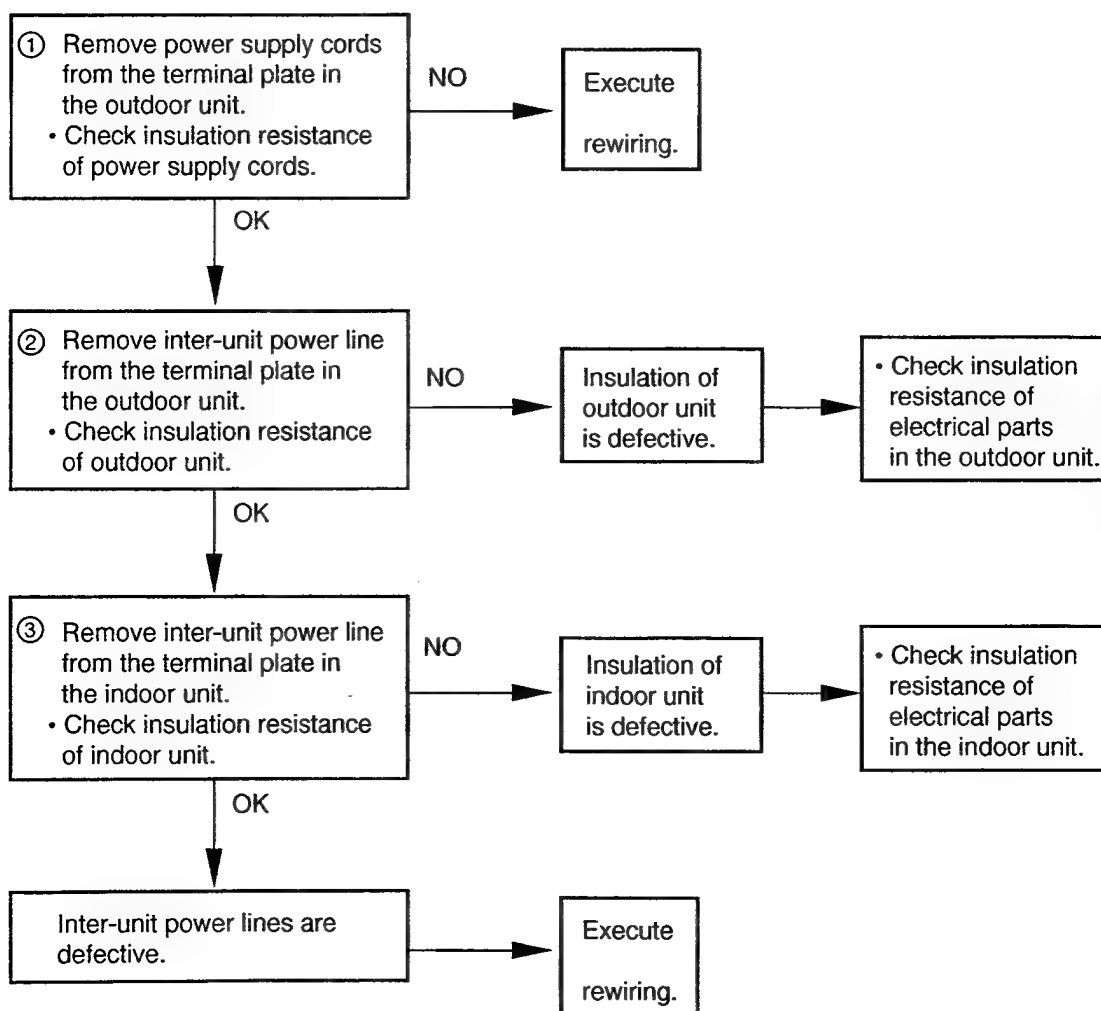 ① Remove power supply cords
from the terminal plate in
the outdoor unit.
• Check insulation resistance
of power supply cords.
NO
Execute
rewiring.
OK
② Remove inter-unit power line
from the terminal plate in
the outdoor unit.
• Check insulation resistance
of outdoor unit.
NO
Insulation of
outdoor unit
is defective.
• Check insulation
resistance of
electrical parts
in the outdoor unit.
OK
③ Remove inter-unit power line
from the terminal plate in
the indoor unit.
• Check insulation resistance
of indoor unit.
NO
Insulation of
indoor unit
is defective.
• Check insulation
resistance of
electrical parts
in the indoor unit.
OK
Inter-unit power lines are
defective.
Execute
rewiring.